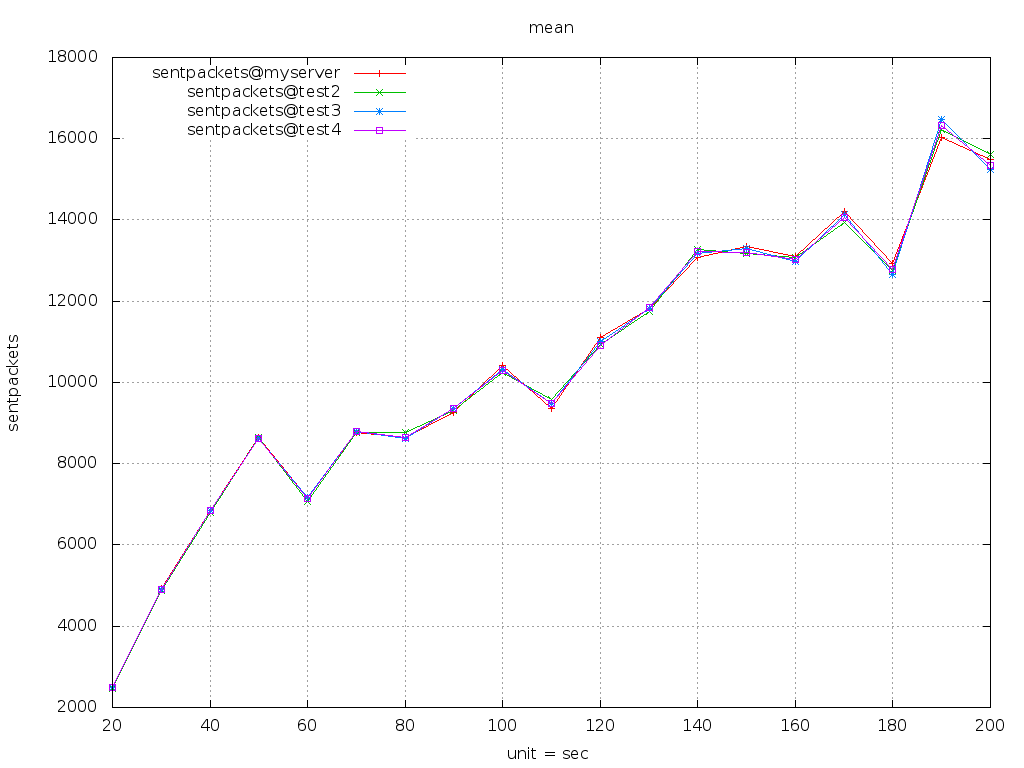 mean
18000
16000
14000
12000
10000
8000
6000
4000
2000
sentpackets
sentpackets@myserver
sentpackets@test2
sentpackets@test3
sentpackets@test4
20 40 60 80 100 120 140 160 180 200
unit = sec